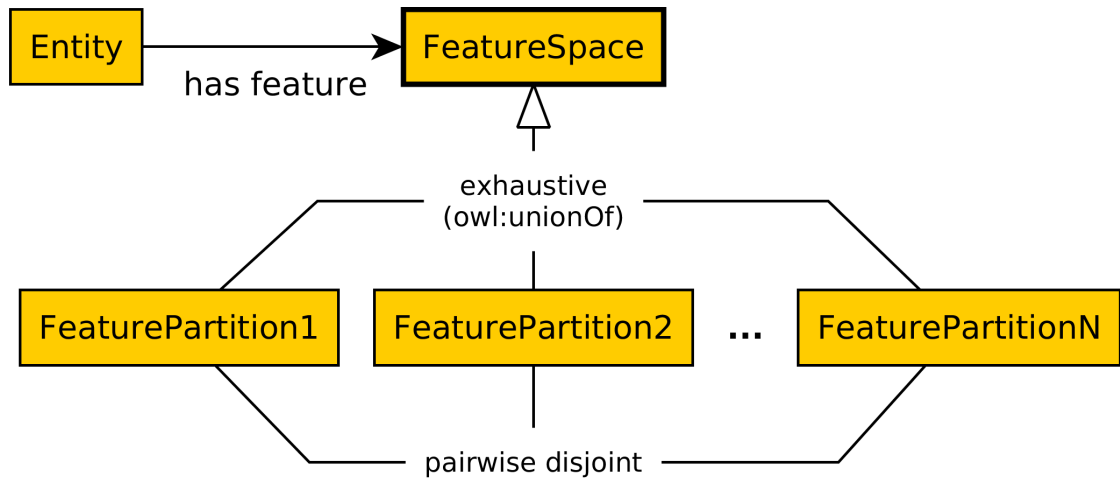 Entity
FeatureSpace
has feature
exhaustive
(owl:unionOf)
FeaturePartition1
FeaturePartition2
...
FeaturePartitionN
pairwise disjoint